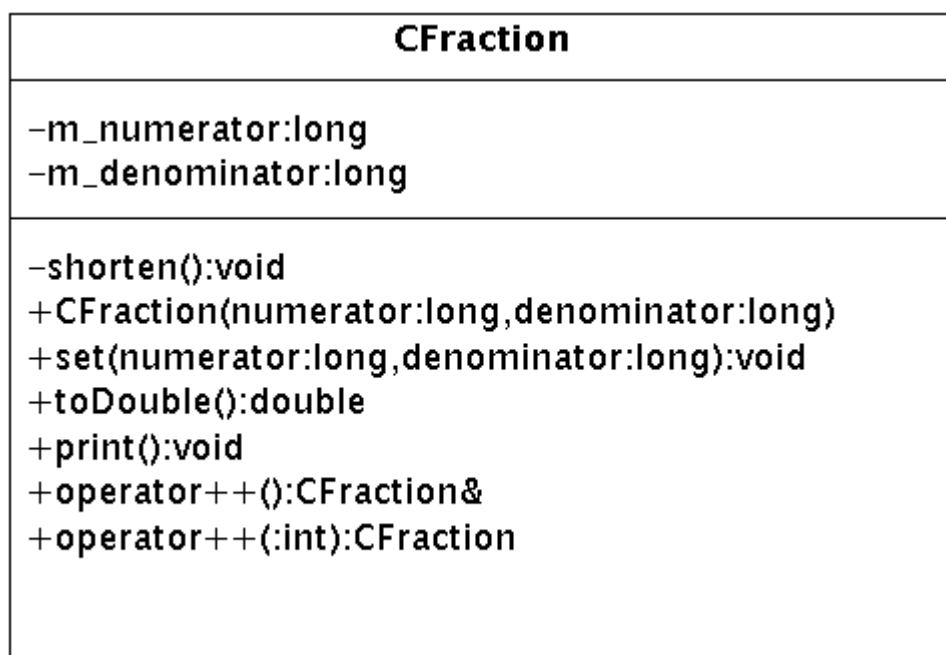 CFraction
-m_numerator:long
-m_denominator:long
-shorten():void
+CFraction(numerator:long,denominator:long)
+set(numerator:long,denominator:long):void
+toDouble():double
+print():void
+operator++():CFraction&
+operator++(:int):CFraction